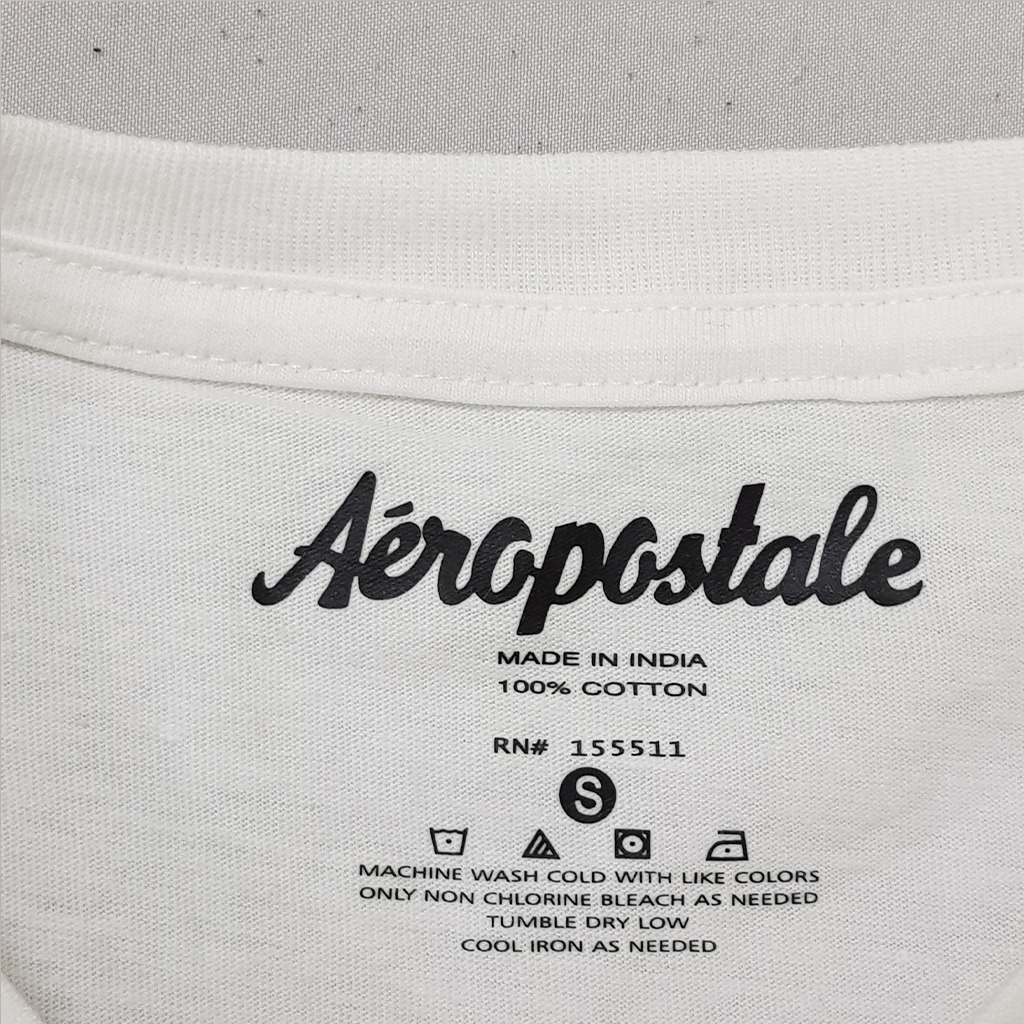 Aéropostale
MADE IN INDIA
100% COTTON
RN# 155511
S
MACHINE WASH COLD WITH LIKE COLORS
ONLY NON CHLORINE BLEACH AS NEEDED
TUMBLE DRY LOW
COOL IRON AS NEEDED